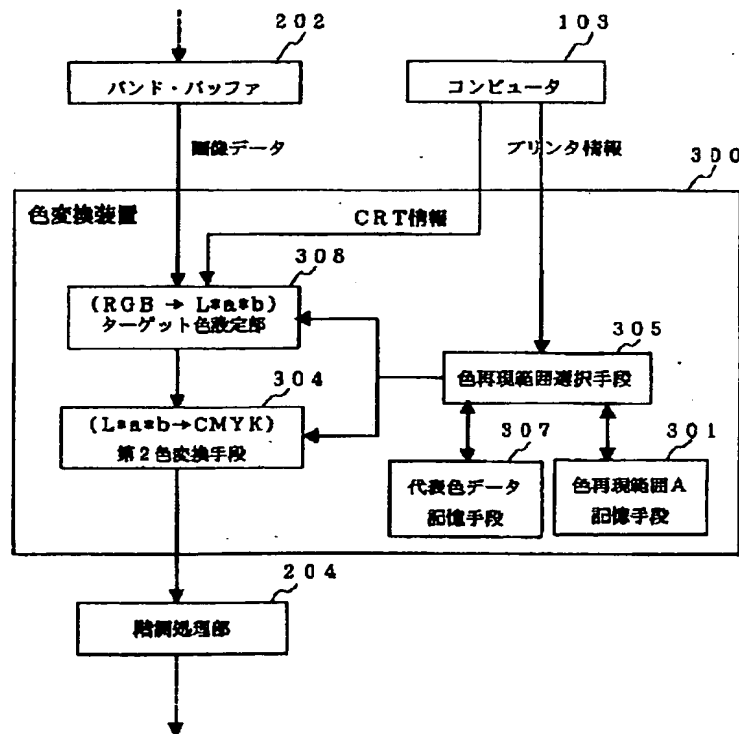 202
103
バンド・バッファ
コンピュータ
画像データ
プリンタ情報
300
色変換装置
CRT情報
308
(RGB → L*a*b)
ターゲット色設定部
305
色再現範囲選択手段
304
(L*a*b→CMYK)
第2色変換手段
307
301
代表色データ
記憶手段
色再現範囲A
記憶手段
204
階調処理部